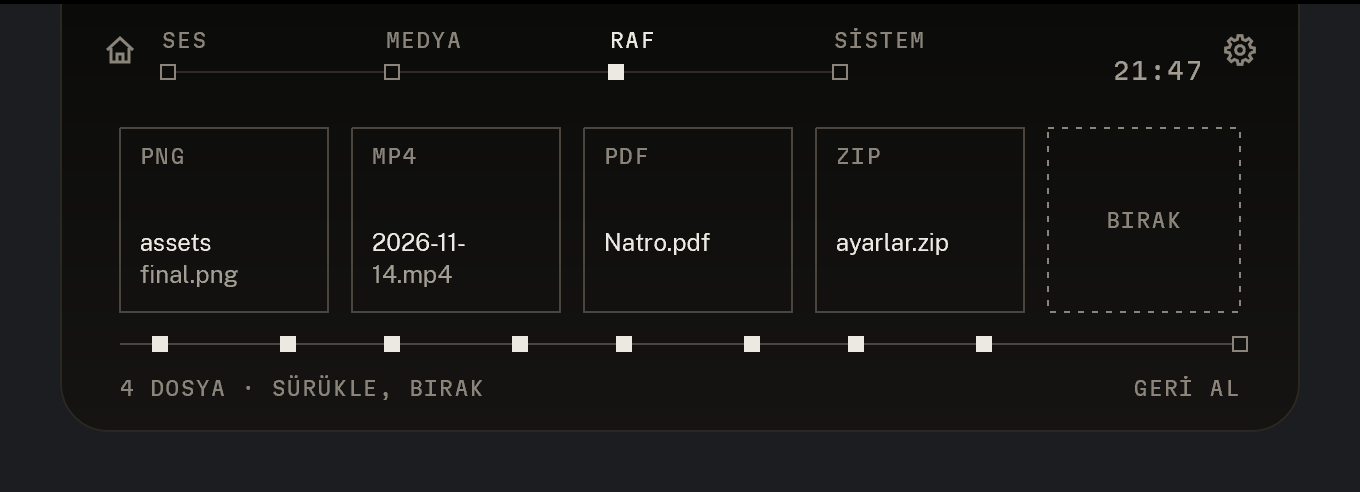 SES
MEDYA
RAF
SİSTEM
21:47
PNG
assets
final.png
MP4
2026-11-
14.mp4
PDF
Natro.pdf
ZIP
ayarlar.zip
BIRAK
4 DOSYA · SÜRÜKLE, BIRAK
GERİ AL